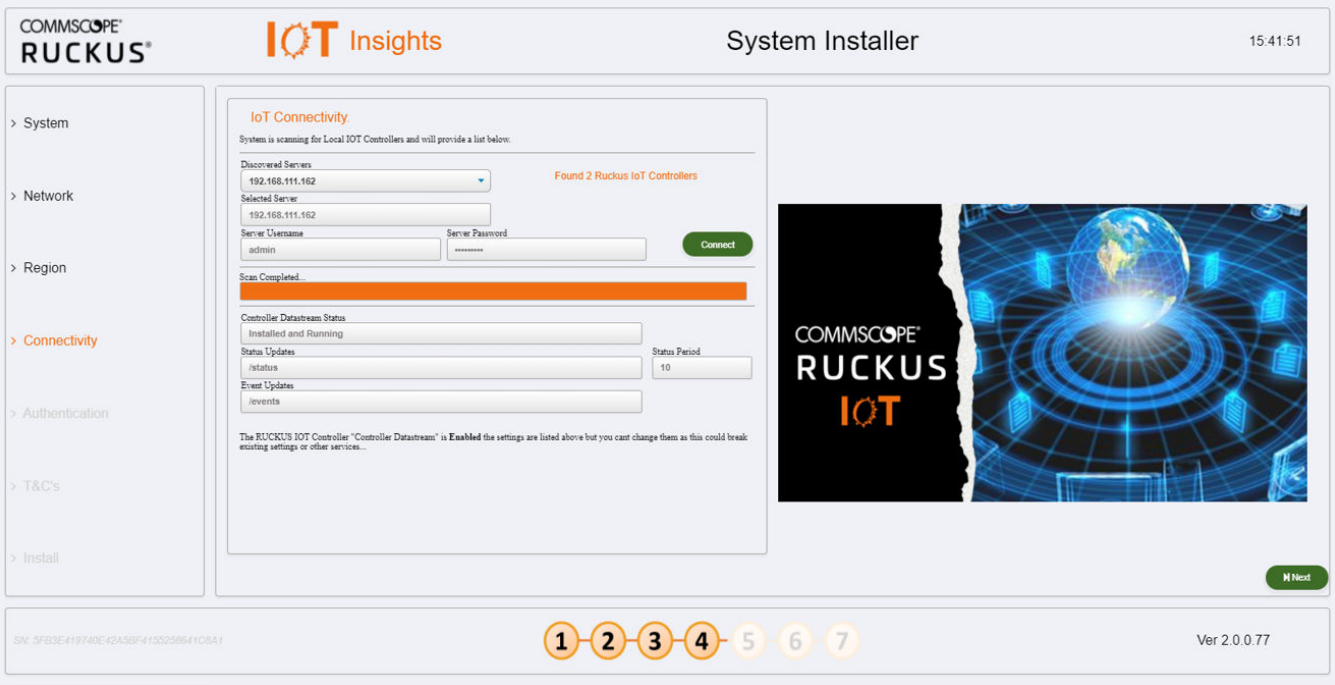 COMMSCOPE®
RUCKUS®
IOT Insights
System Installer
15:41:51
> System
> Network
> Region
> Connectivity
> Authentication
> T&C's
> Install
IoT Connectivity.
System is scanning for Local IOT Controllers and will provide a list below.
Discovered Servers
192.168.111.162
Found 2 Ruckus IoT Controllers
Selected Server
192.168.111.162
Server Username
Server Password
admin
•••••••••
Connect
Scan Completed...
Controller Datastream Status
Installed and Running
Status Updates
Status Period
/status
10
Event Updates
/events
The RUCKUS IOT Controller "Controller Datastream" is Enabled the settings are listed above but you cant change them as this could break
existing settings or other services...
COMMSCOPE®
RUCKUS
IOT
Next
1 2 3 4 5 6 7
Ver 2.0.0.77